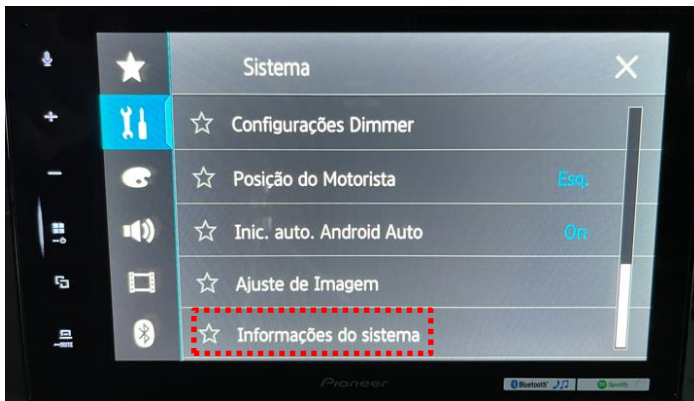 Sistema
Configurações Dimmer
Posição do Motorista Esq.
Inic. auto. Android Auto On
Ajuste de Imagem
Informações do sistema
MUTE
Pioneer
Bluetooth Spotify